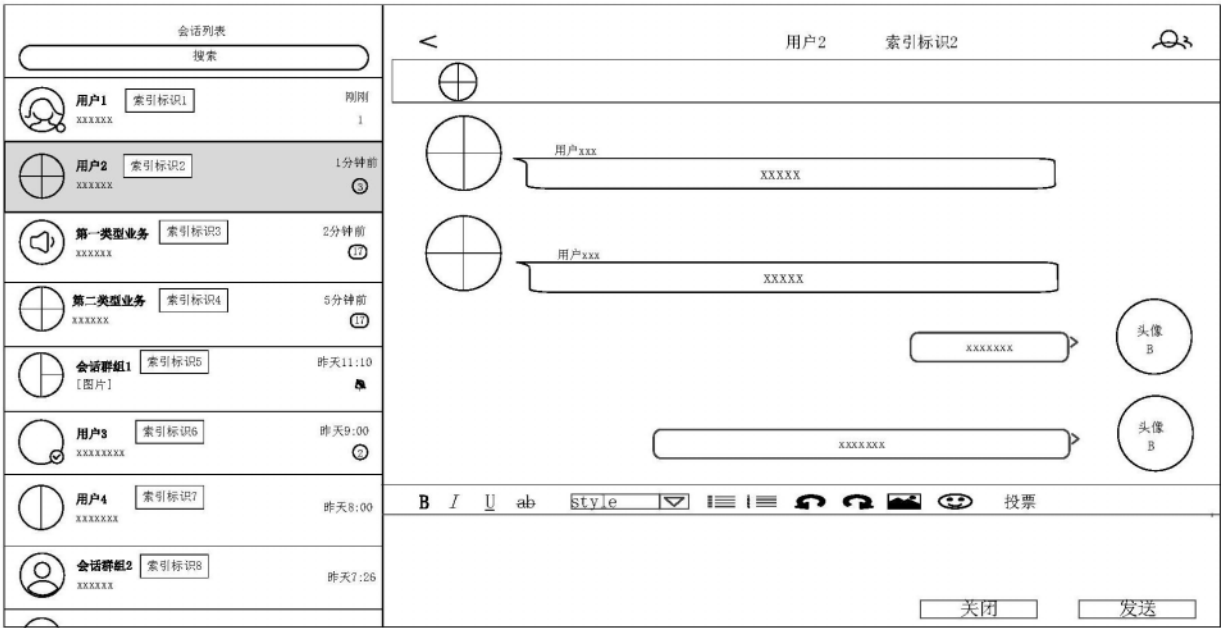 会话列表
搜索
用户1 索引标识1 刚刚
xxxxxx 1
用户2 索引标识2 1分钟前
xxxxxx 3
第一类型业务 索引标识3 2分钟前
xxxxxx 17
第二类型业务 索引标识4 5分钟前
xxxxxx 17
会话群组1 索引标识5 昨天11:10
[图片]
用户3 索引标识6 昨天9:00
xxxxxxxx 2
用户4 索引标识7 昨天8:00
xxxxxxx
会话群组2 索引标识8 昨天7:26
xxxxxx
< 用户2 索引标识2
用户xxx
xxxxx
用户xxx
xxxxx
xxxxxxx
头像
B
xxxxxxx
头像
B
B I U ab style 投票
关闭 发送